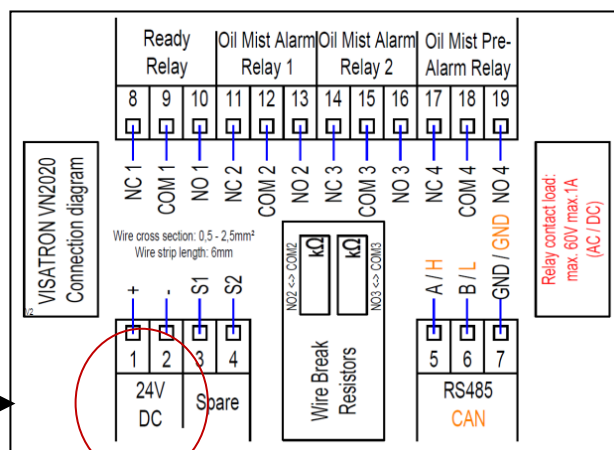 Ready Relay
Oil Mist Alarm Relay 1
Oil Mist Alarm Relay 2
Oil Mist Pre-Alarm Relay
8 9 10 11 12 13 14 15 16 17 18 19
NC 1
COM 1
NO 1
NC 2
COM 2
NO 2
NC 3
COM 3
NO 3
NC 4
COM 4
NO 4
VISATRON VN2020
Connection diagram
V2
Wire cross section: 0,5 - 2,5mm²
Wire strip length: 6mm
NO2 <-> COM2
kΩ
kΩ
NO3 <-> COM3
Wire Break
Resistors
Relay contact load:
max. 60V max.1A
(AC / DC)
+
-
S1
S2
A / H
B / L
GND / GND
1 2 3 4 5 6 7
24V
DC
Spare
RS485
CAN